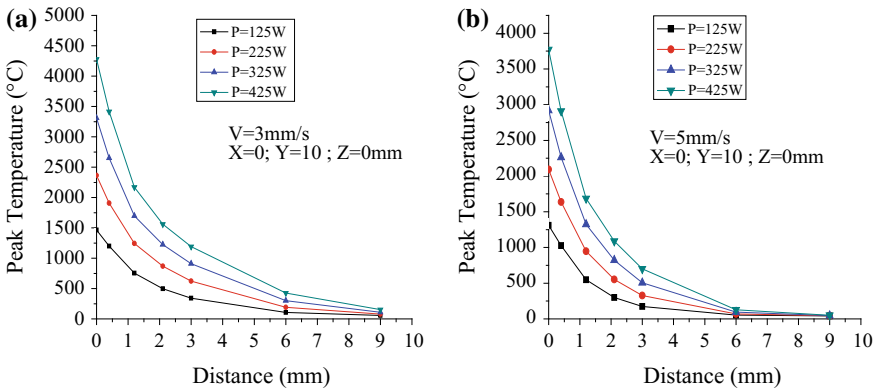 (a)
Peak Temperature (°C)
5000
4500
4000
3500
3000
2500
2000
1500
1000
500
0
P=125W
P=225W
P=325W
P=425W
V=3mm/s
X=0; Y=10 ; Z=0mm
0 1 2 3 4 5 6 7 8 9 10
Distance (mm)
(b)
Peak Temperature (°C)
4000
3500
3000
2500
2000
1500
1000
500
0
P=125W
P=225W
P=325W
P=425W
V=5mm/s
X=0; Y=10 ; Z=0mm
0 1 2 3 4 5 6 7 8 9 10
Distance (mm)